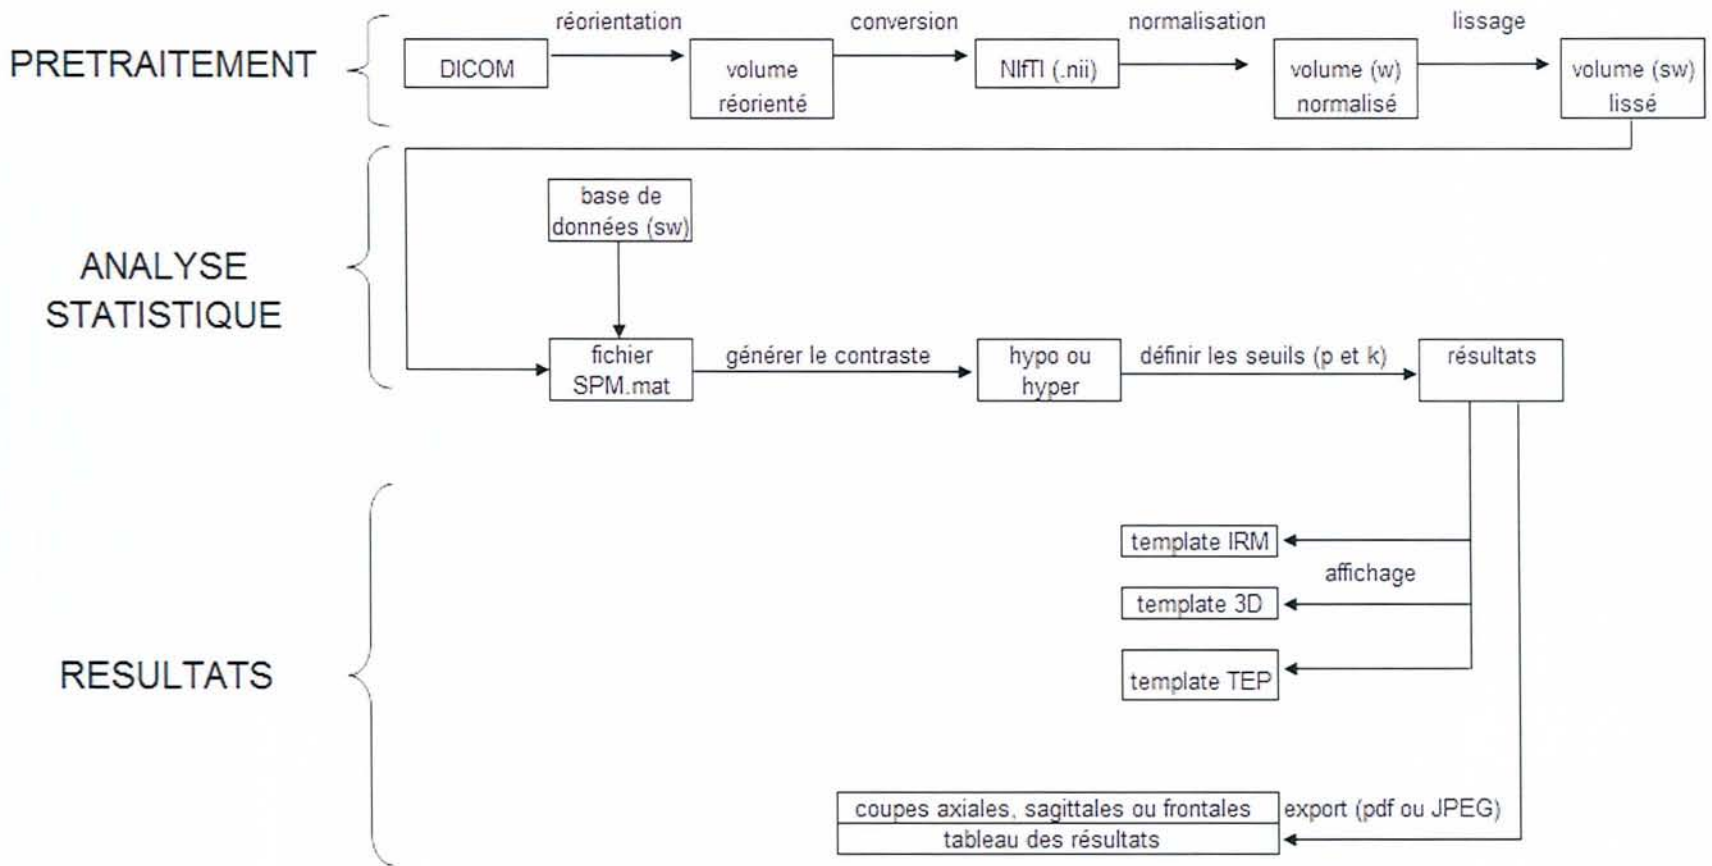 réorientation
conversion
normalisation
lissage
PRETRAITEMENT
DICOM
volume
réorienté
NIfTI (.nii)
volume (w)
normalisé
volume (sw)
lissé
ANALYSE
STATISTIQUE
base de
données (sw)
fichier
SPM.mat
générer le contraste
hypo ou
hyper
définir les seuils (p et k)
résultats
RESULTATS
template IRM
affichage
template 3D
template TEP
coupes axiales, sagittales ou frontales
export (pdf ou JPEG)
tableau des résultats